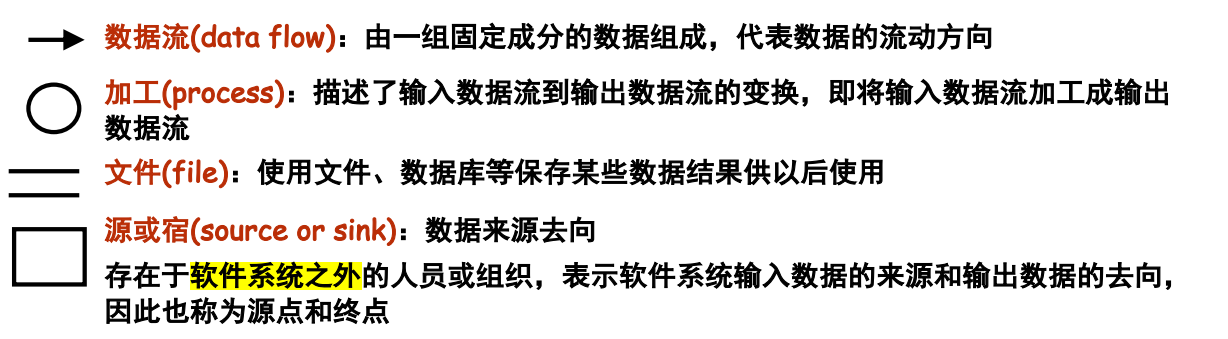 数据流(data flow)：由一组固定成分的数据组成，代表数据的流动方向
加工(process)：描述了输入数据流到输出数据流的变换，即将输入数据流加工成输出
数据流
文件(file)：使用文件、数据库等保存某些数据结果供以后使用
源或宿(source or sink)：数据来源去向
存在于软件系统之外的人员或组织，表示软件系统输入数据的来源和输出数据的去向，
因此也称为源点和终点